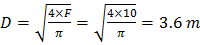 D = √(4×F/π) = √(4×10/π) = 3.6 m